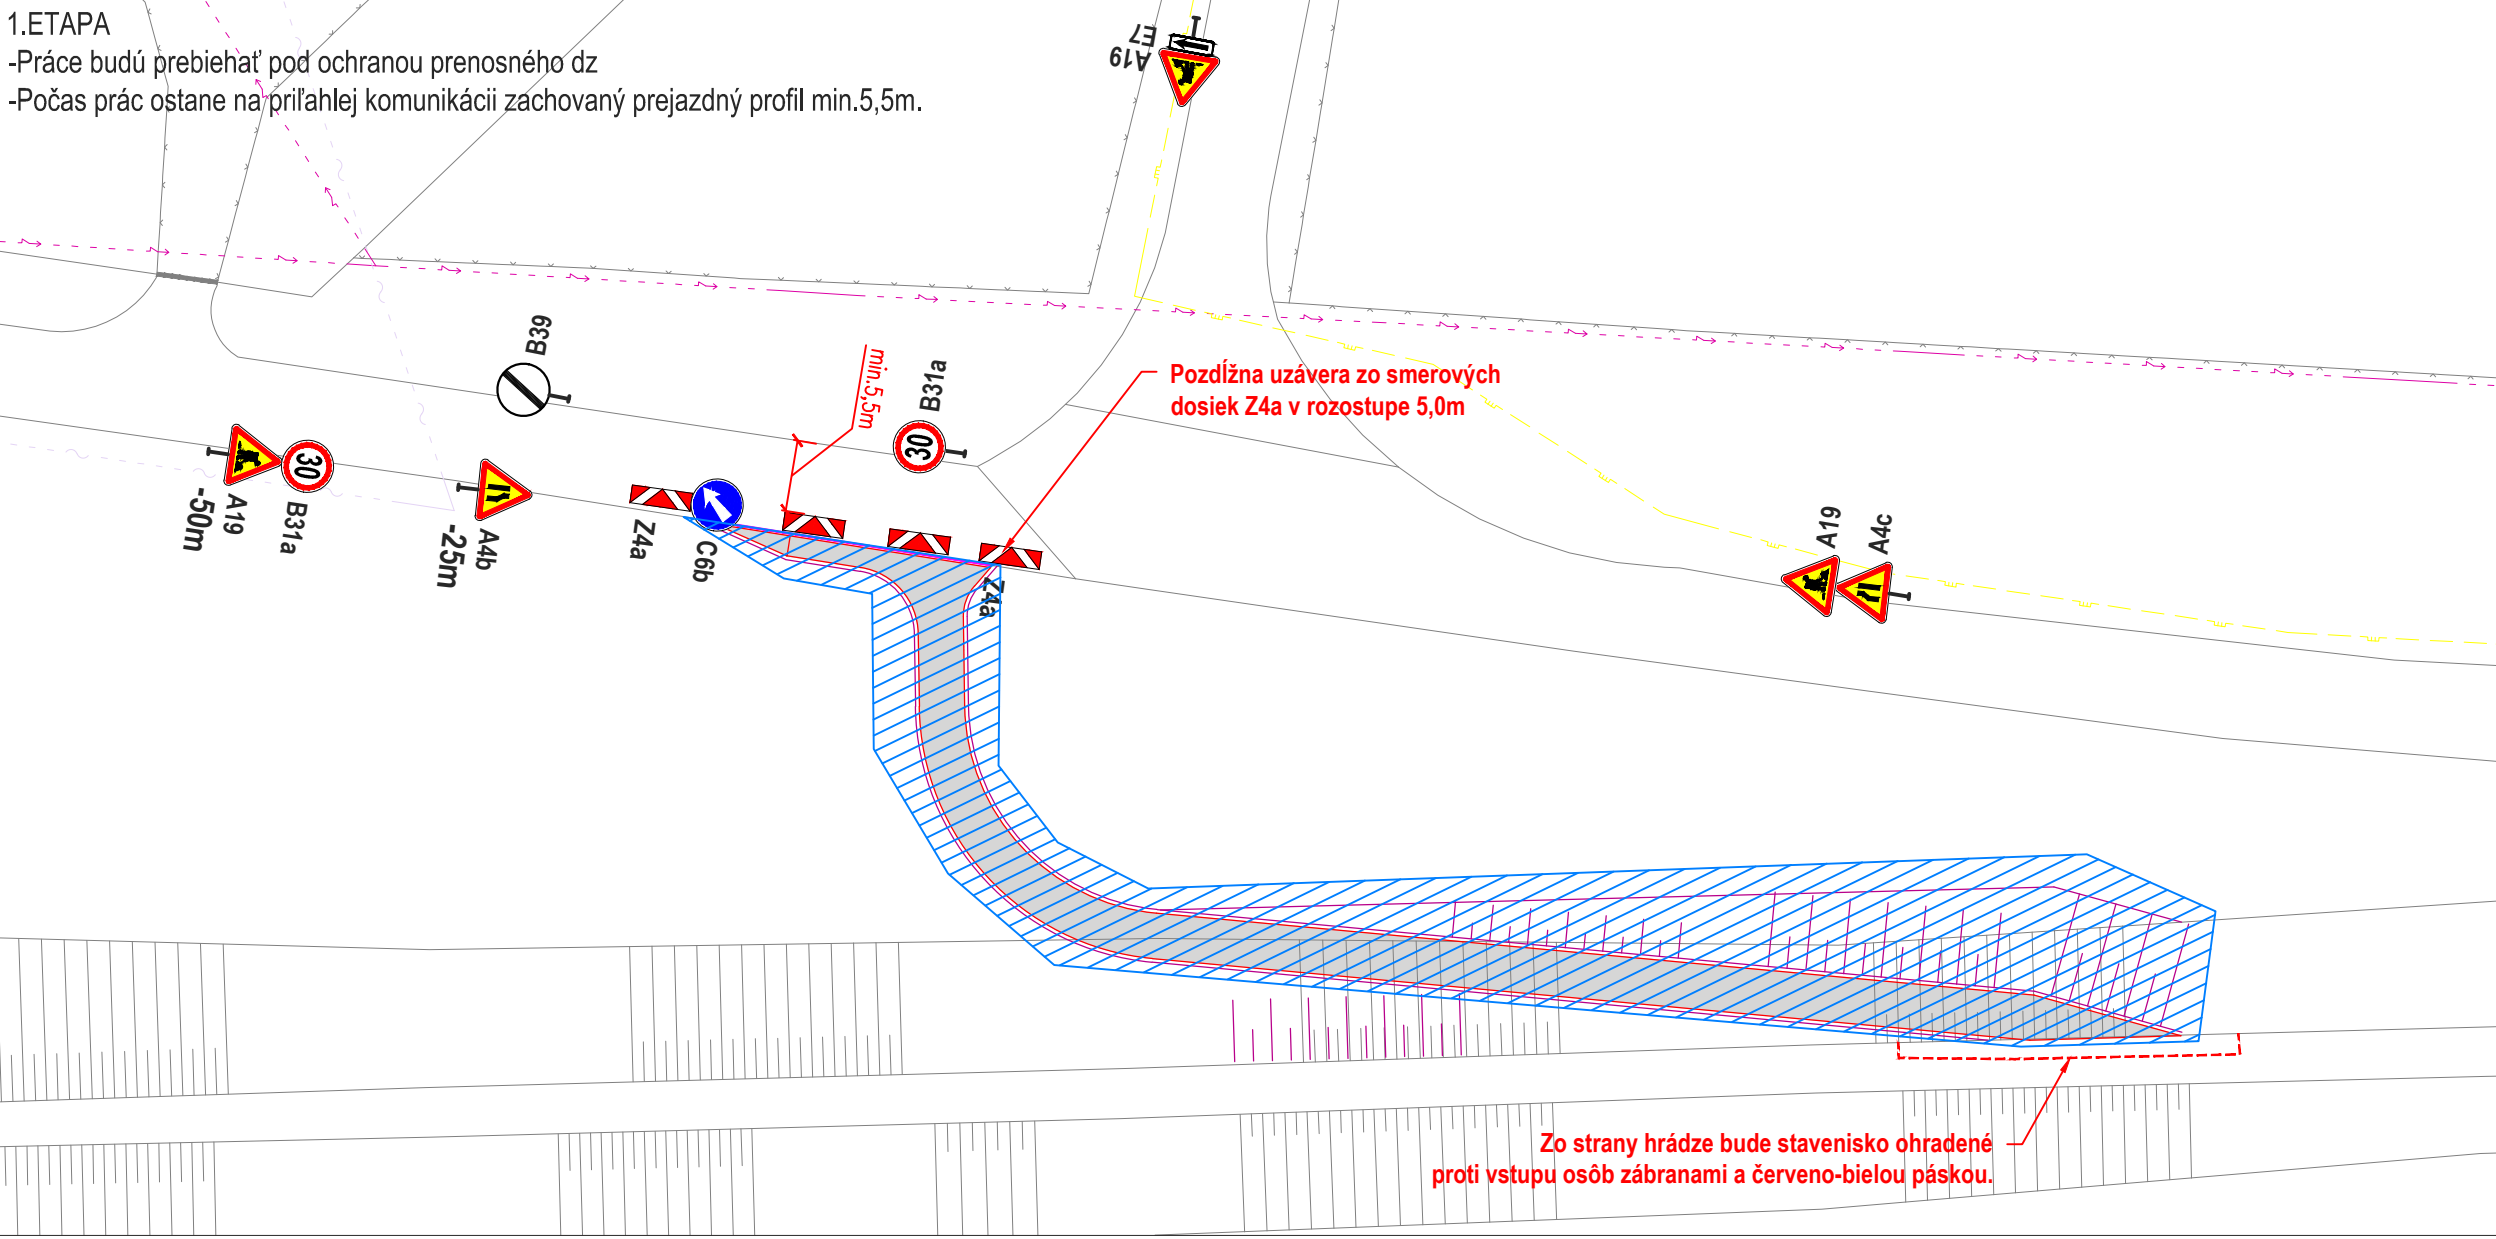 1.ETAPA
-Práce budú prebiehať pod ochranou prenosného dz
-Počas prác ostane na priľahlej komunikácii zachovaný prejazdný profil min.5,5m.
E7
A19
B39
min.5,5m
B31a
30
Pozdĺžna uzávera zo smerových
dosiek Z4a v rozostupe 5,0m
30
A19
-50m
B31a
A4b
-25m
Z4a
C6b
Z4a
A19
A4c
Zo strany hrádze bude stavenisko ohradené
proti vstupu osôb zábranami a červeno-bielou páskou.